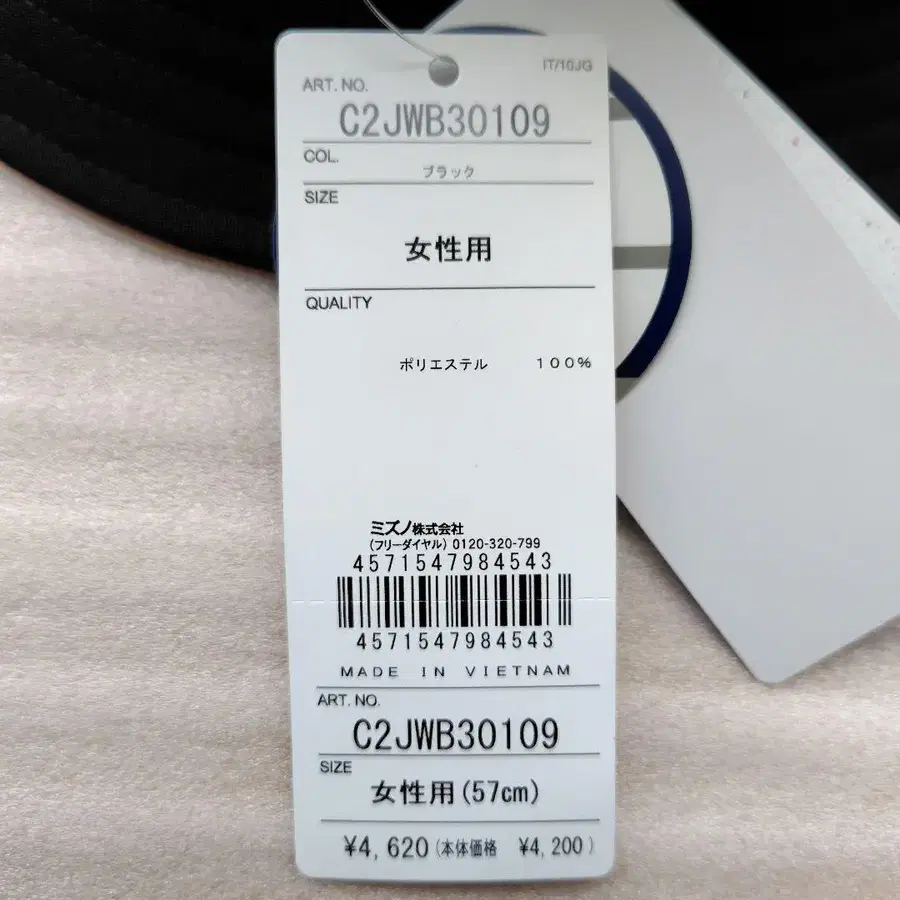 IT/10JG
ART. NO.
C2JWB30109
COL.
ブラック
SIZE
女性用
QUALITY
ポリエステル 100%
ミズノ株式会社
(フリーダイヤル) 0120-320-799
4571547984543
4571547984543
MADE IN VIETNAM
ART. NO.
C2JWB30109
SIZE
女性用(57cm)
¥4,620(本体価格 ¥4,200)